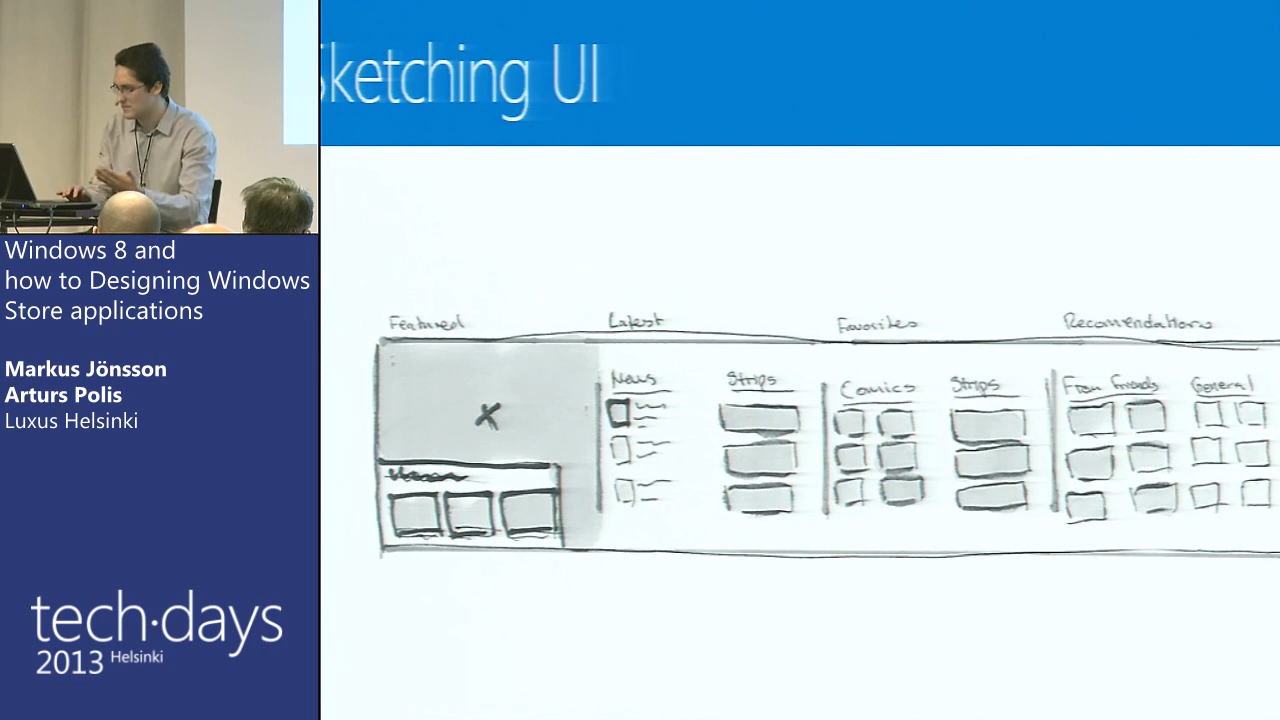 Sketching UI
Windows 8 and
how to Designing Windows
Store applications
Markus Jönsson
Arturs Polis
Luxus Helsinki
tech·days
2013 Helsinki
Featured Latest Favorites Recomendations
News Strips Comics Strips From friends General